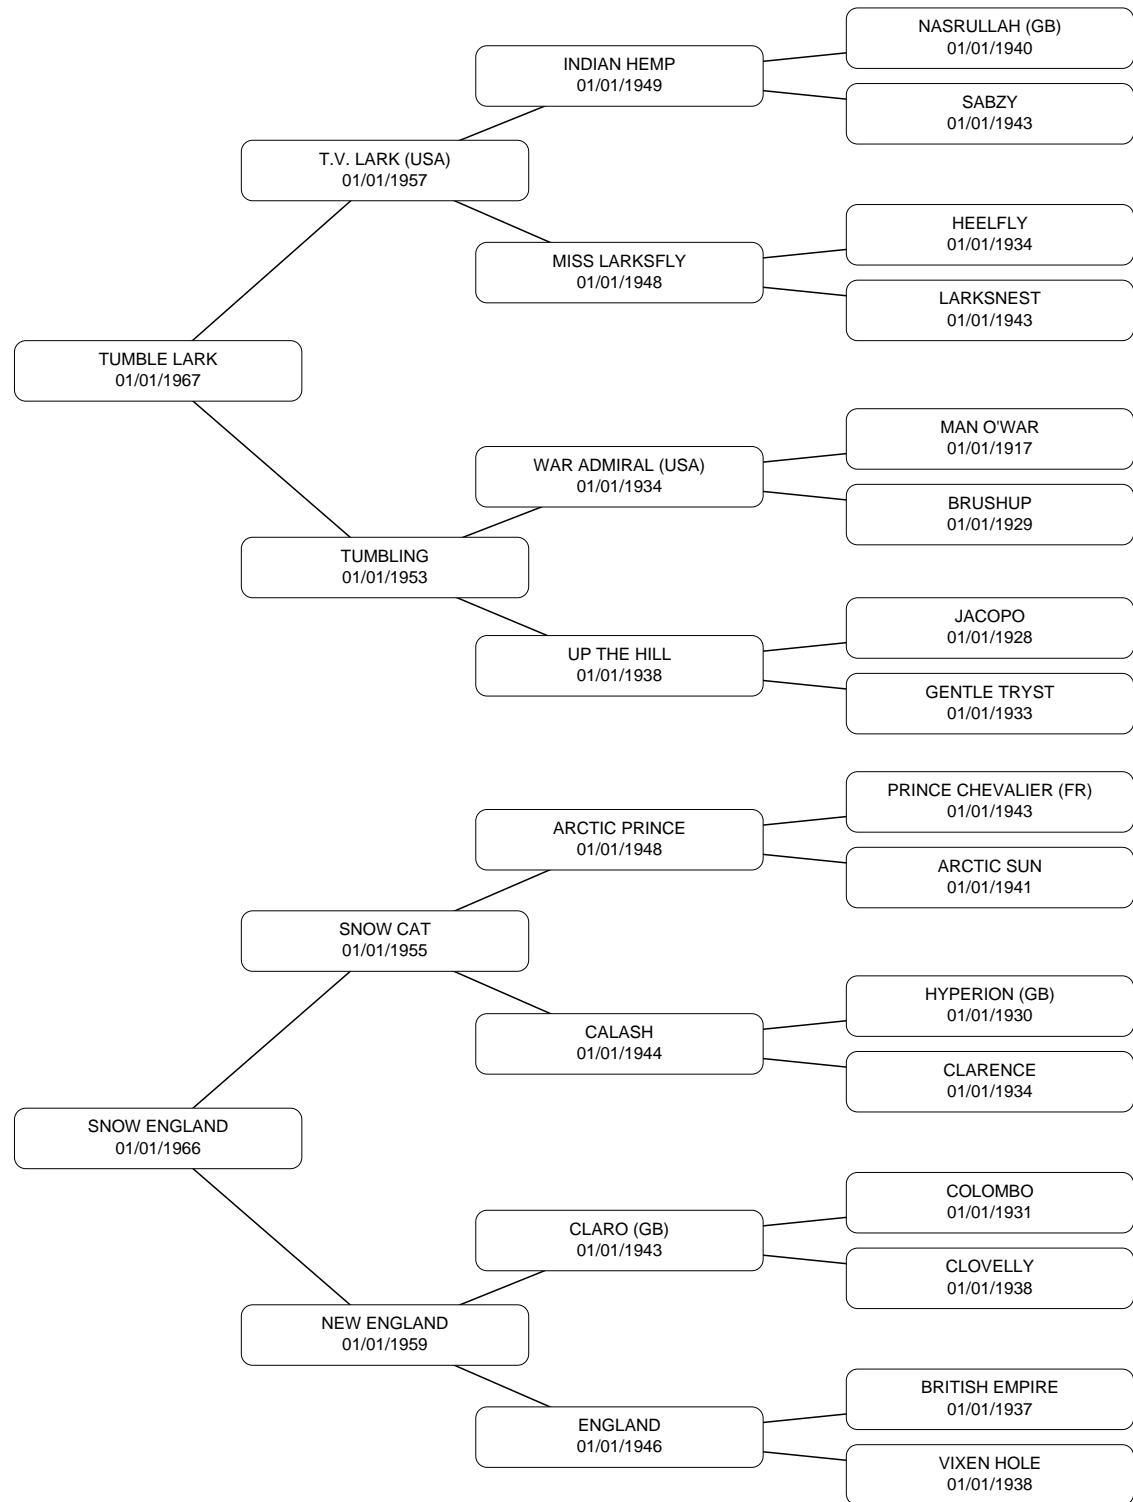 NASRULLAH (GB)
01/01/1940
INDIAN HEMP
01/01/1949
SABZY
01/01/1943
T.V. LARK (USA)
01/01/1957
HEELFLY
01/01/1934
MISS LARKSFLY
01/01/1948
LARKSNEST
01/01/1943
TUMBLE LARK
01/01/1967
MAN O'WAR
01/01/1917
WAR ADMIRAL (USA)
01/01/1934
BRUSHUP
01/01/1929
TUMBLING
01/01/1953
JACOPO
01/01/1928
UP THE HILL
01/01/1938
GENTLE TRYST
01/01/1933
PRINCE CHEVALIER (FR)
01/01/1943
ARCTIC PRINCE
01/01/1948
ARCTIC SUN
01/01/1941
SNOW CAT
01/01/1955
HYPERION (GB)
01/01/1930
CALASH
01/01/1944
CLARENCE
01/01/1934
SNOW ENGLAND
01/01/1966
COLOMBO
01/01/1931
CLARO (GB)
01/01/1943
CLOVELLY
01/01/1938
NEW ENGLAND
01/01/1959
BRITISH EMPIRE
01/01/1937
ENGLAND
01/01/1946
VIXEN HOLE
01/01/1938